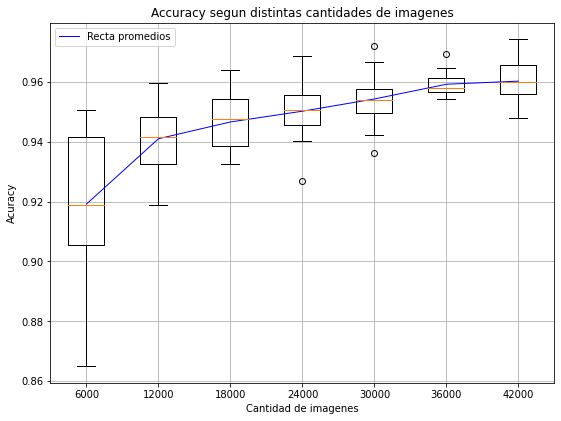 Accuracy segun distintas cantidades de imagenes
Recta promedios
0.96
0.94
0.92
0.90
0.88
0.86
Acuracy
6000 12000 18000 24000 30000 36000 42000
Cantidad de imagenes